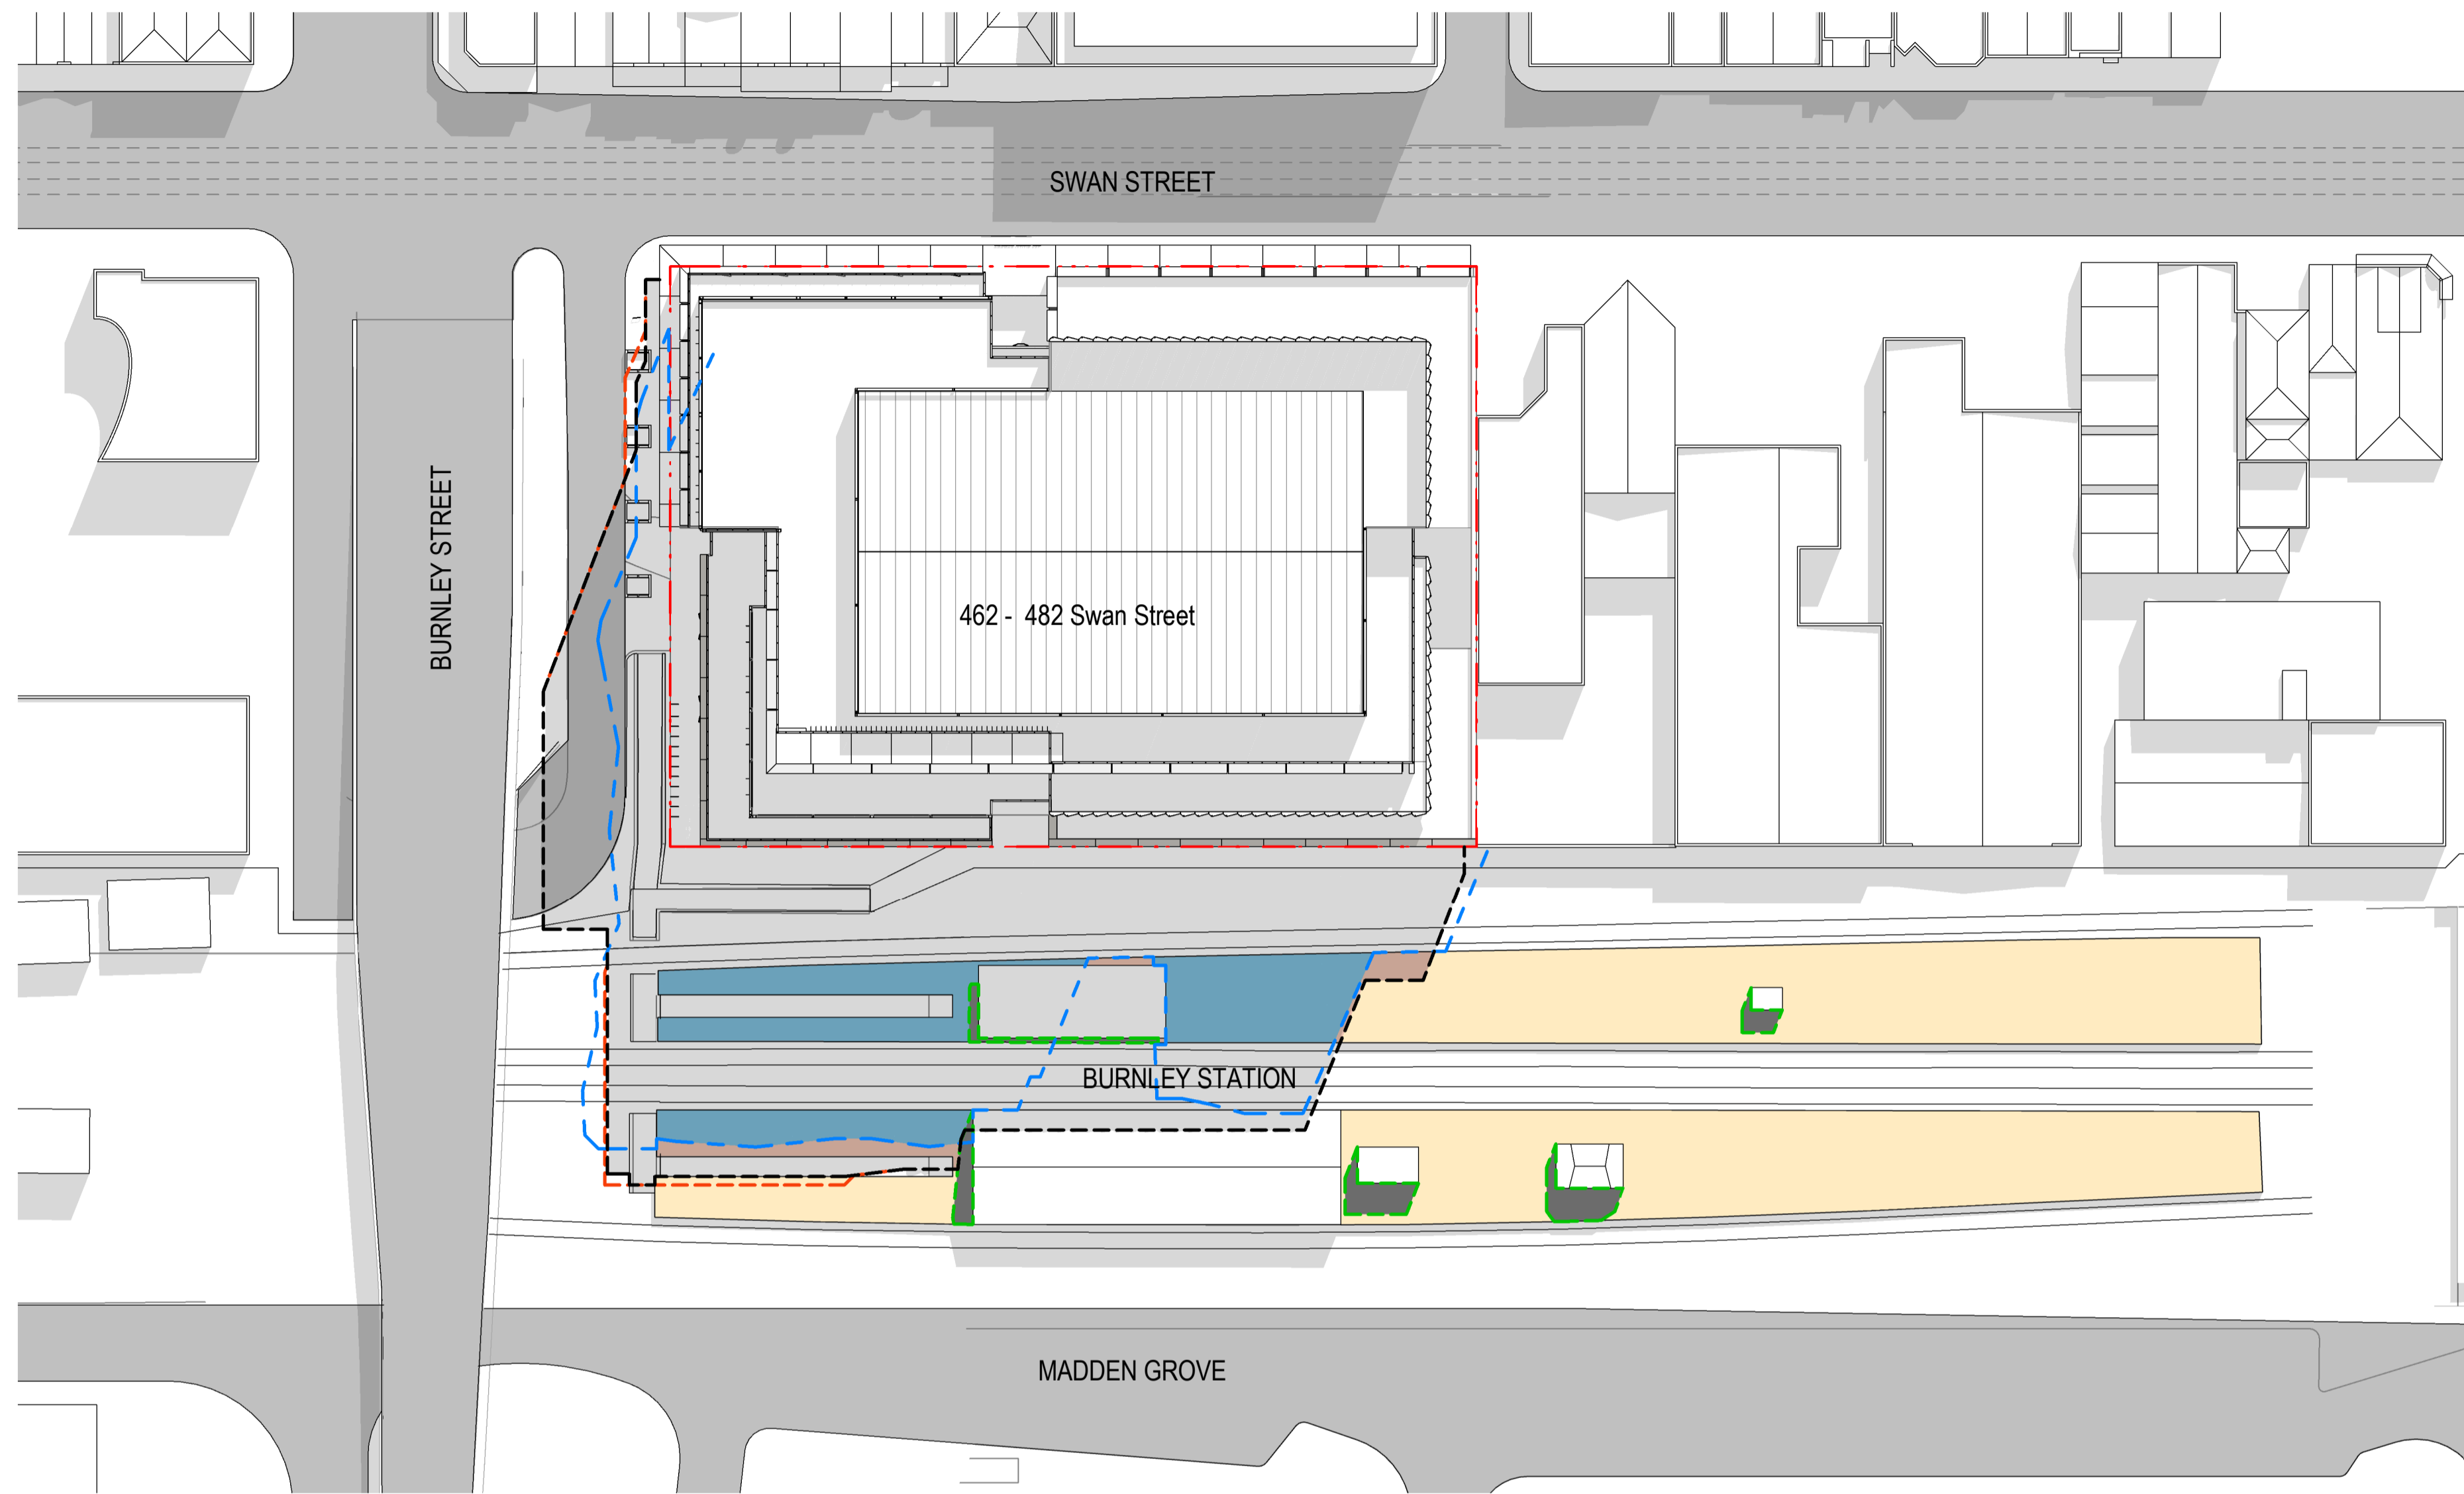 SWAN STREET
BURNLEY STREET
462 - 482 Swan Street
BURNLEY STATION
MADDEN GROVE